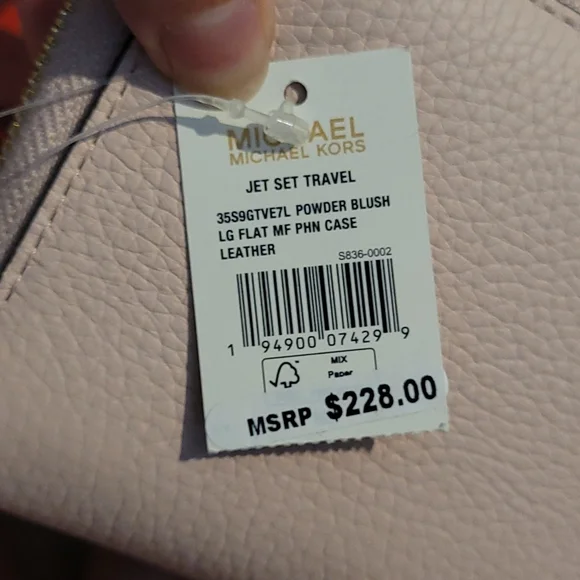 MICHAEL
MICHAEL KORS
JET SET TRAVEL
35S9GTVE7L POWDER BLUSH
LG FLAT MF PHN CASE
LEATHER
S836-0002
1 94900 07429 9
MIX
Paper
MSRP $228.00